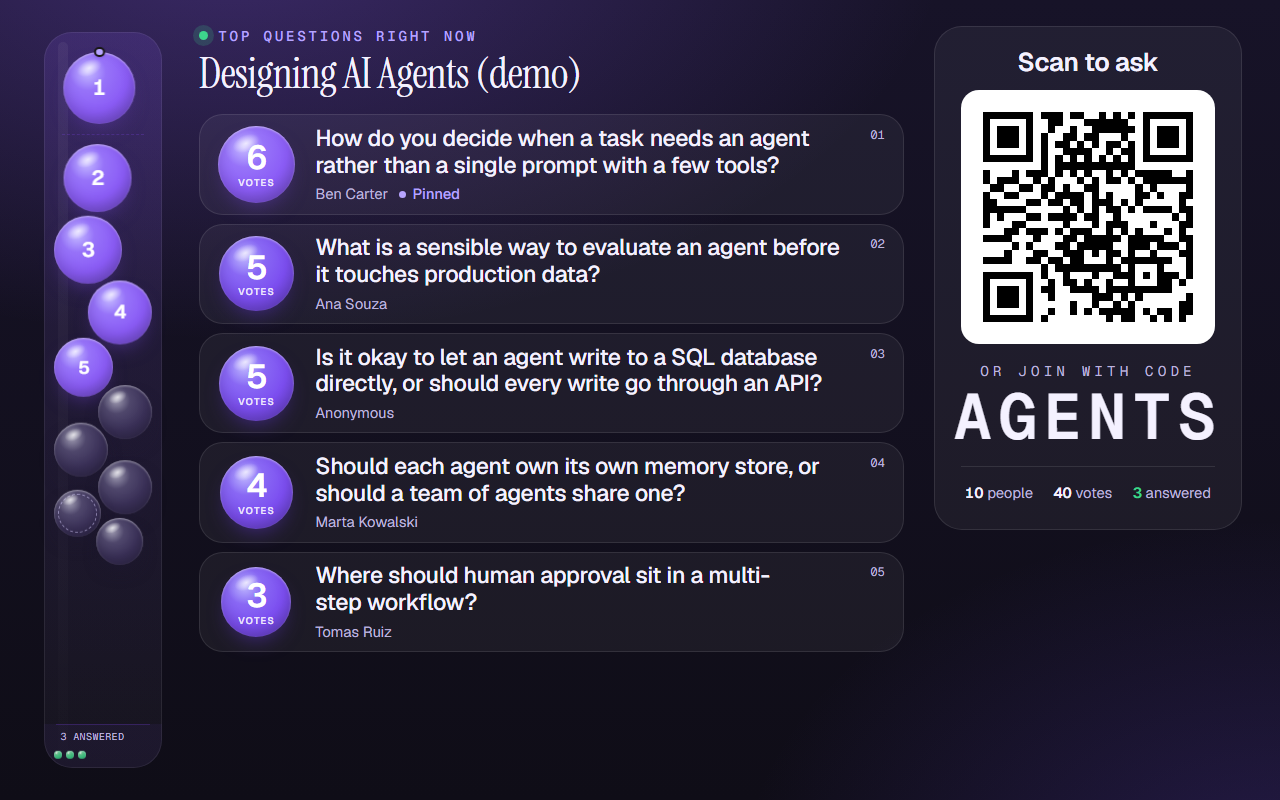 1
2
3
4
5
3 ANSWERED
TOP QUESTIONS RIGHT NOW
Designing AI Agents (demo)
6
VOTES
How do you decide when a task needs an agent
rather than a single prompt with a few tools?
Ben Carter
Pinned
01
5
VOTES
What is a sensible way to evaluate an agent before
it touches production data?
Ana Souza
02
5
VOTES
Is it okay to let an agent write to a SQL database
directly, or should every write go through an API?
Anonymous
03
4
VOTES
Should each agent own its own memory store, or
should a team of agents share one?
Marta Kowalski
04
3
VOTES
Where should human approval sit in a multi-
step workflow?
Tomas Ruiz
05
Scan to ask
OR JOIN WITH CODE
AGENTS
10 people 40 votes 3 answered